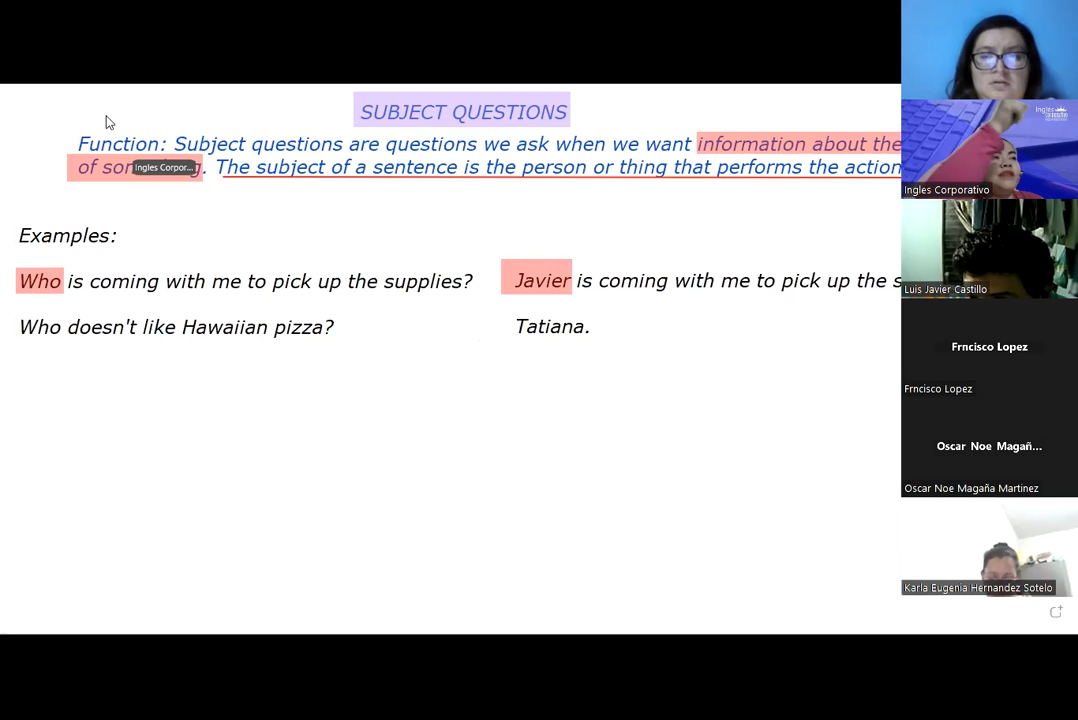 SUBJECT QUESTIONS
Function: Subject questions are questions we ask when we want information about the
of Ingles Corpor... . The subject of a sentence is the person or thing that performs the action
Examples:
Who is coming with me to pick up the supplies?
Javier is coming with me to pick up the s
Who doesn't like Hawaiian pizza?
Tatiana.
Ingles Corporativo
Luis Javier Castillo
Frncisco Lopez
Frncisco Lopez
Oscar Noe Magañ...
Oscar Noe Magaña Martinez
Karla Eugenia Hernandez Sotelo